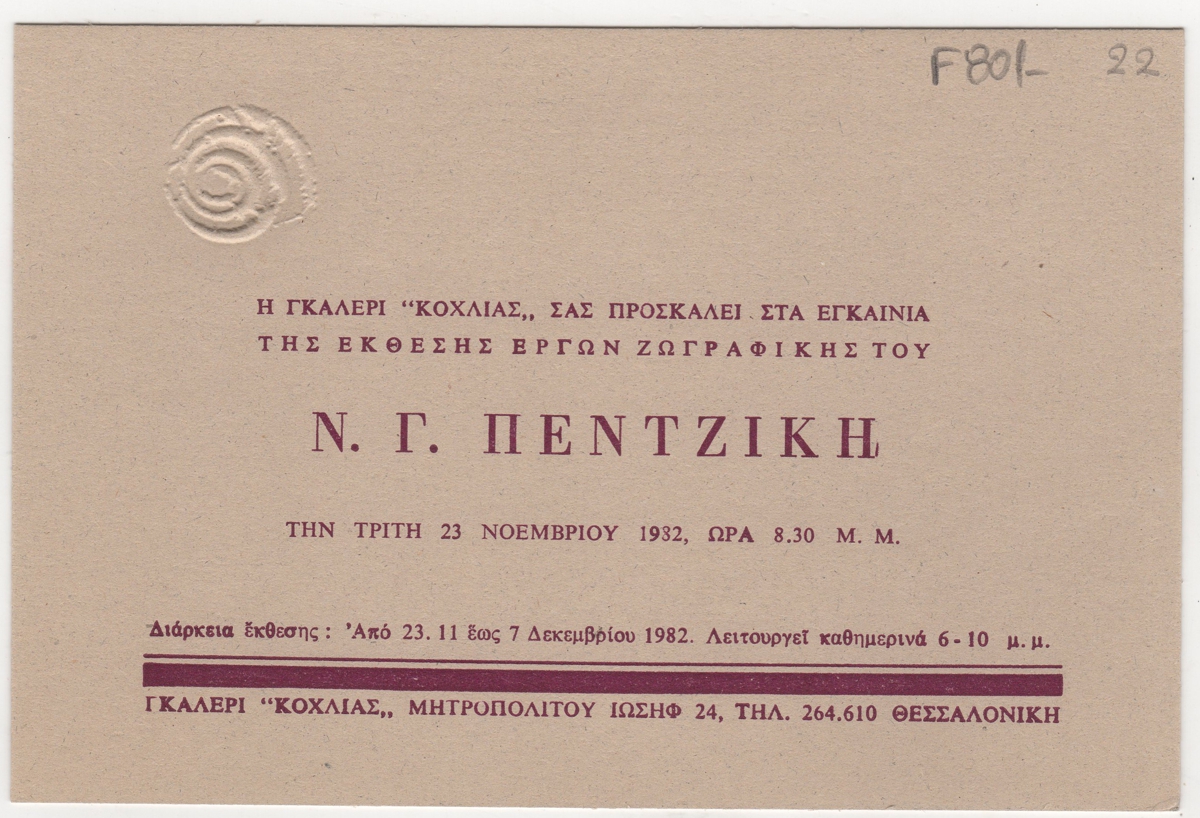 F80/- 22
Η ΓΚΑΛΕΡΙ “ΚΟΧΛΙΑΣ„ ΣΑΣ ΠΡΟΣΚΑΛΕΙ ΣΤΑ ΕΓΚΑΙΝΙΑ
ΤΗΣ ΕΚΘΕΣΗΣ ΕΡΓΩΝ ΖΩΓΡΑΦΙΚΗΣ ΤΟΥ
Ν. Γ. ΠΕΝΤΖΙΚΗ
ΤΗΝ ΤΡΙΤΗ 23 ΝΟΕΜΒΡΙΟΥ 1982, ΩΡΑ 8.30 Μ. Μ.
Διάρκεια ἔκθεσης : Ἀπό 23. 11 ἕως 7 Δεκεμβρίου 1982. Λειτουργεῖ καθημερινά 6 - 10 μ. μ.
ΓΚΑΛΕΡΙ “ΚΟΧΛΙΑΣ„ ΜΗΤΡΟΠΟΛΙΤΟΥ ΙΩΣΗΦ 24, ΤΗΛ. 264.610 ΘΕΣΣΑΛΟΝΙΚΗ